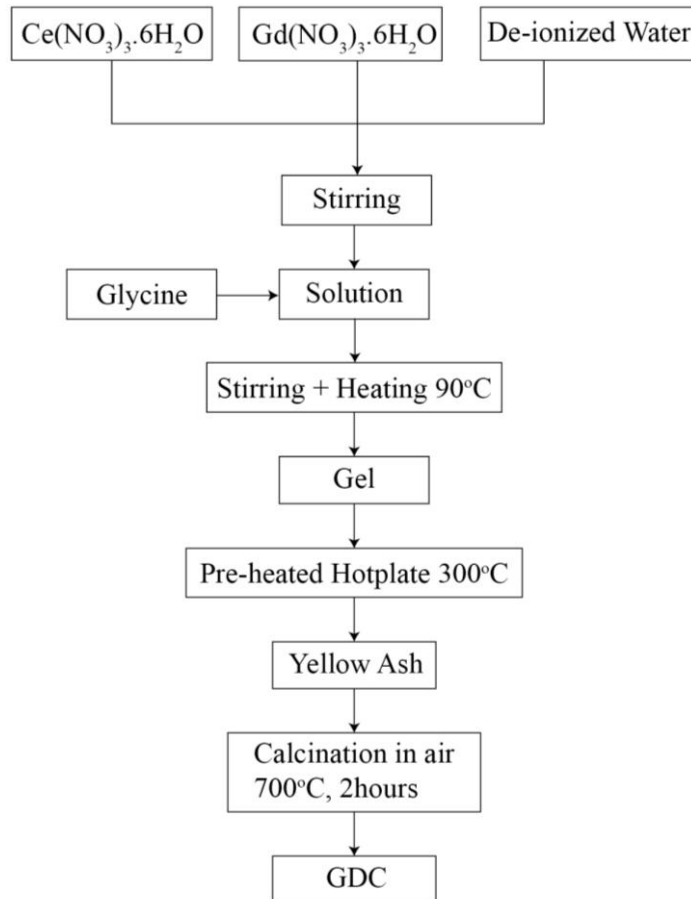 Ce(NO₃)₃.6H₂O
Gd(NO₃)₃.6H₂O
De-ionized Water
Stirring
Glycine
Solution
Stirring + Heating 90°C
Gel
Pre-heated Hotplate 300°C
Yellow Ash
Calcination in air
700°C, 2hours
GDC